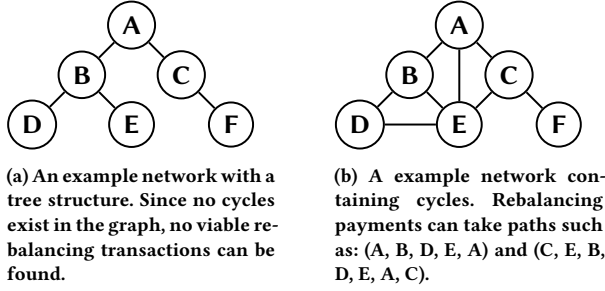 A A
B C B C
D E F D E F
(a) An example network with a
tree structure. Since no cycles
exist in the graph, no viable re-
balancing transactions can be
found.
(b) A example network con-
taining cycles. Rebalancing
payments can take paths such
as: (A, B, D, E, A) and (C, E, B,
D, E, A, C).